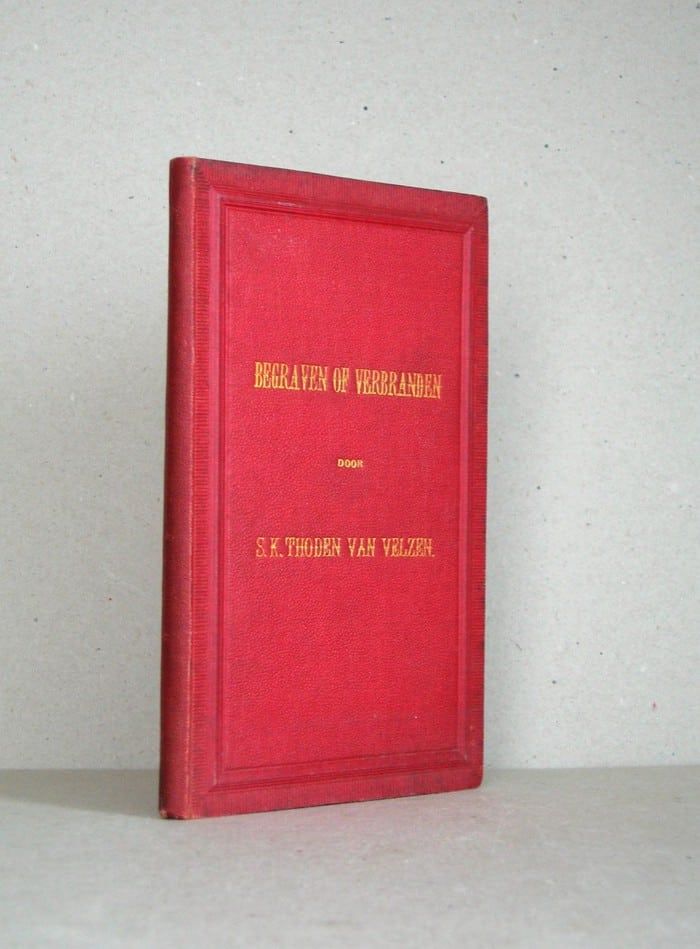 BEGRAVEN OF VERBRANDEN
DOOR
S. K. THODEN VAN VELZEN.